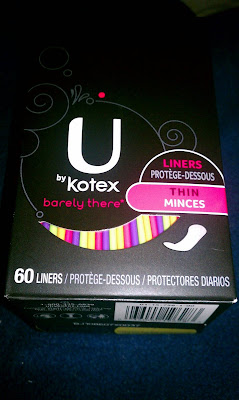 U
by Kotex
barely there®
LINERS
PROTÈGE-DESSOUS
THIN
MINCES
60 LINERS / PROTÈGE-DESSOUS / PROTECTORES DIARIOS